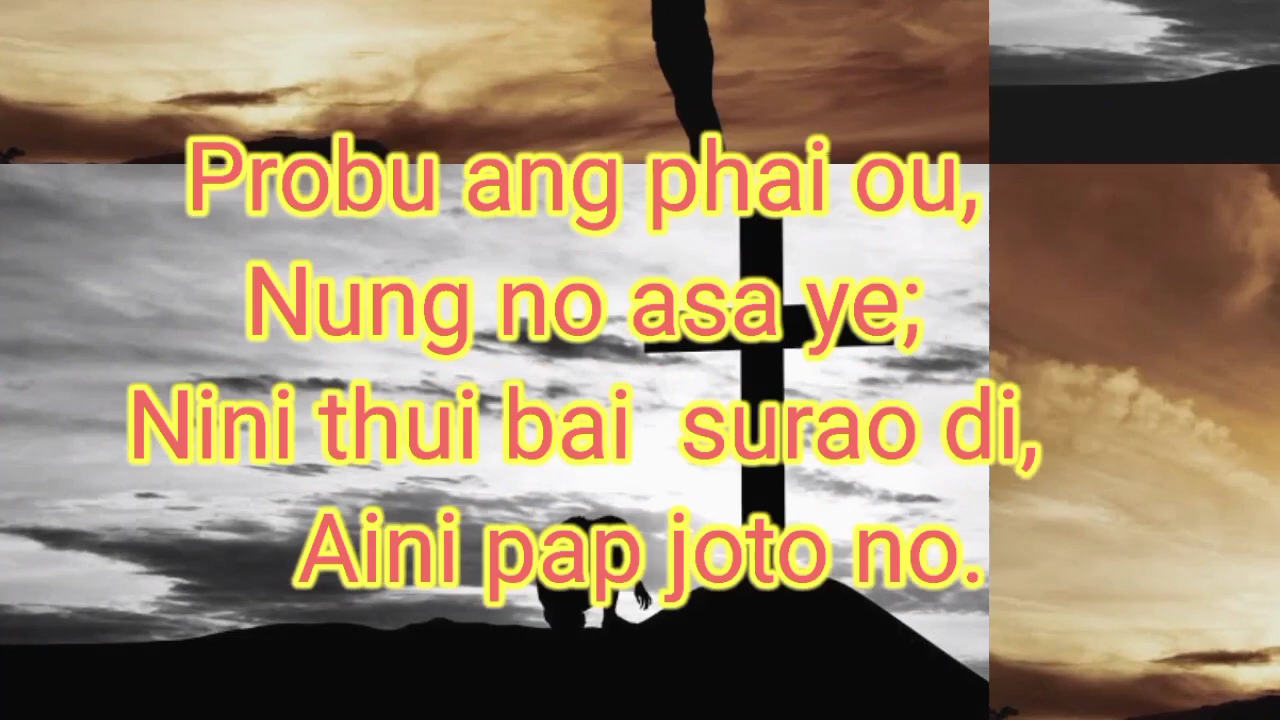 Probu ang phai ou,
Nung no asa ye;
Nini thui bai surao di,
Aini pap joto no.